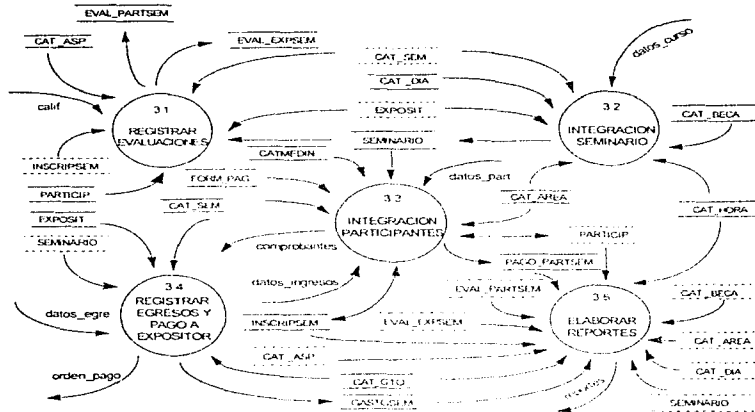 EVAL_PARTSEM
CAT_ASP
EVAL_EXPSEM
CAT_SEM
datos_curso
CAT_DIA
calif
3.1
REGISTRAR
EVALUACIONES
EXPOSIT
3.2
INTEGRACION
SEMINARIO
CAT_BECA
SEMINARIO
CATMEDIN
INSCRIPSEM
FORM_PAG
datos_part
PARTICIP
CAT_SEM
CAT_AREA
CAT_HORA
EXPOSIT
3.3
INTEGRACION
PARTICIPANTES
PARTICIP
SEMINARIO
comprobantes
PAGO_PARTSEM
3.4
REGISTRAR
EGRESOS Y
PAGO A
EXPOSITOR
datos_ingresos
EVAL_PARTSEM
3.5
ELABORAR
REPORTES
CAT_BECA
datos_egre
INSCRIPSEM
EVAL_EXPSEM
CAT_AREA
CAT_ASP
CAT_DIA
orden_pago
CAT_GTO
GASTOSEM
SEMINARIO